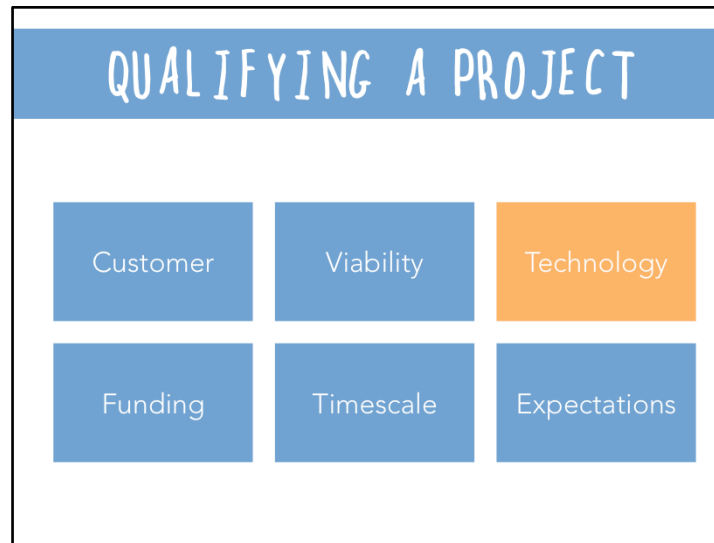 QUALIFYING A PROJECT
Customer
Viability
Technology
Funding
Timescale
Expectations